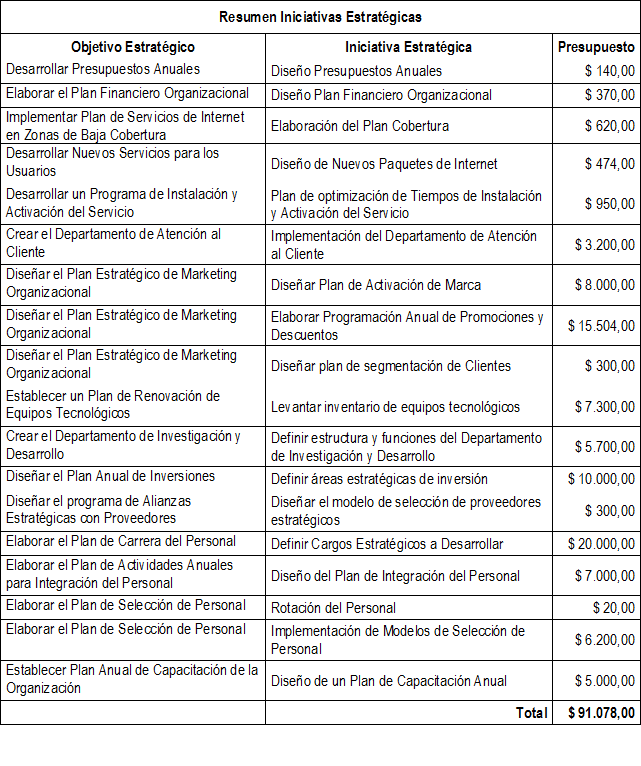 Resumen Iniciativas Estratégicas
Objetivo Estratégico Iniciativa Estratégica Presupuesto
Desarrollar Presupuestos Anuales Diseño Presupuestos Anuales $ 140,00
Elaborar el Plan Financiero Organizacional Diseño Plan Financiero Organizacional $ 370,00
Implementar Plan de Servicios de Internet
en Zonas de Baja Cobertura
Elaboración del Plan Cobertura
$ 620,00
Desarrollar Nuevos Servicios para los
Usuarios
Diseño de Nuevos Paquetes de Internet
$ 474,00
Desarrollar un Programa de Instalación y
Activación del Servicio
Plan de optimización de Tiempos de Instalación
y Activación del Servicio
$ 950,00
Crear el Departamento de Atención al
Cliente
Implementación del Departamento de Atención
al Cliente
$ 3.200,00
Diseñar el Plan Estratégico de Marketing
Organizacional
Diseñar Plan de Activación de Marca
$ 8.000,00
Diseñar el Plan Estratégico de Marketing
Organizacional
Elaborar Programación Anual de Promociones y
Descuentos
$ 15.504,00
Diseñar el Plan Estratégico de Marketing
Organizacional
Diseñar plan de segmentación de Clientes
$ 300,00
Establecer un Plan de Renovación de
Equipos Tecnológicos
Levantar inventario de equipos tecnológicos
$ 7.300,00
Crear el Departamento de Investigación y
Desarrollo
Definir estructura y funciones del Departamento
de Investigación y Desarrollo
$ 5.700,00
Diseñar el Plan Anual de Inversiones Definir áreas estratégicas de inversión $ 10.000,00
Diseñar el programa de Alianzas
Estratégicas con Proveedores
Diseñar el modelo de selección de proveedores
estratégicos
$ 300,00
Elaborar el Plan de Carrera del Personal Definir Cargos Estratégicos a Desarrollar $ 20.000,00
Elaborar el Plan de Actividades Anuales
para Integración del Personal
Diseño del Plan de Integración del Personal
$ 7.000,00
Elaborar el Plan de Selección de Personal Rotación del Personal $ 20,00
Elaborar el Plan de Selección de Personal
Implementación de Modelos de Selección de
Personal
$ 6.200,00
Establecer Plan Anual de Capacitación de la
Organización
Diseño de un Plan de Capacitación Anual
$ 5.000,00
Total $ 91.078,00